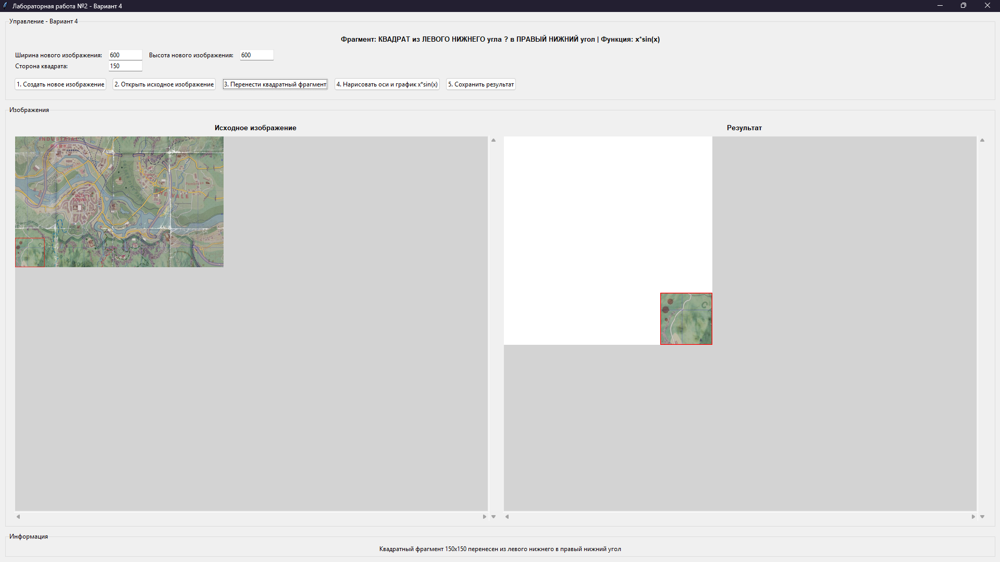 Лабораторная работа №2 - Вариант 4
Управление - Вариант 4
Фрагмент: КВАДРАТ из ЛЕВОГО НИЖНЕГО угла ? в ПРАВЫЙ НИЖНИЙ угол | Функция: x*sin(x)
Ширина нового изображения: 600 Высота нового изображения: 600
Сторона квадрата: 150
1. Создать новое изображение 2. Открыть исходное изображение 3. Перенести квадратный фрагмент 4. Нарисовать оси и график x*sin(x) 5. Сохранить результат
Изображения
Исходное изображение Результат
INDUSTRIAL
PARK
Pembroke
THE VALE
Информация
Квадратный фрагмент 150x150 перенесен из левого нижнего в правый нижний угол